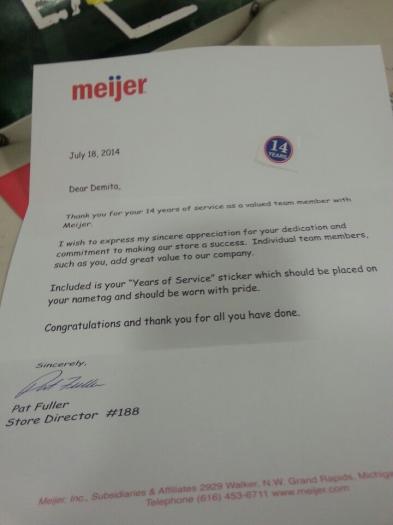 meijer
July 18, 2014
14
YEARS
Dear Demita,
Thank you for your 14 years of service as a valued team member with
Meijer.
I wish to express my sincere appreciation for your dedication and
commitment to making our store a success. Individual team members,
such as you, add great value to our company.
Included is your "Years of Service" sticker which should be placed on
your nametag and should be worn with pride.
Congratulations and thank you for all you have done.
Sincerely,
Pat Fuller
Pat Fuller
Store Director #188
Meijer, Inc., Subsidiaries & Affiliates 2929 Walker, N.W. Grand Rapids, Michiga
Telephone (616) 453-6711 www.meijer.com